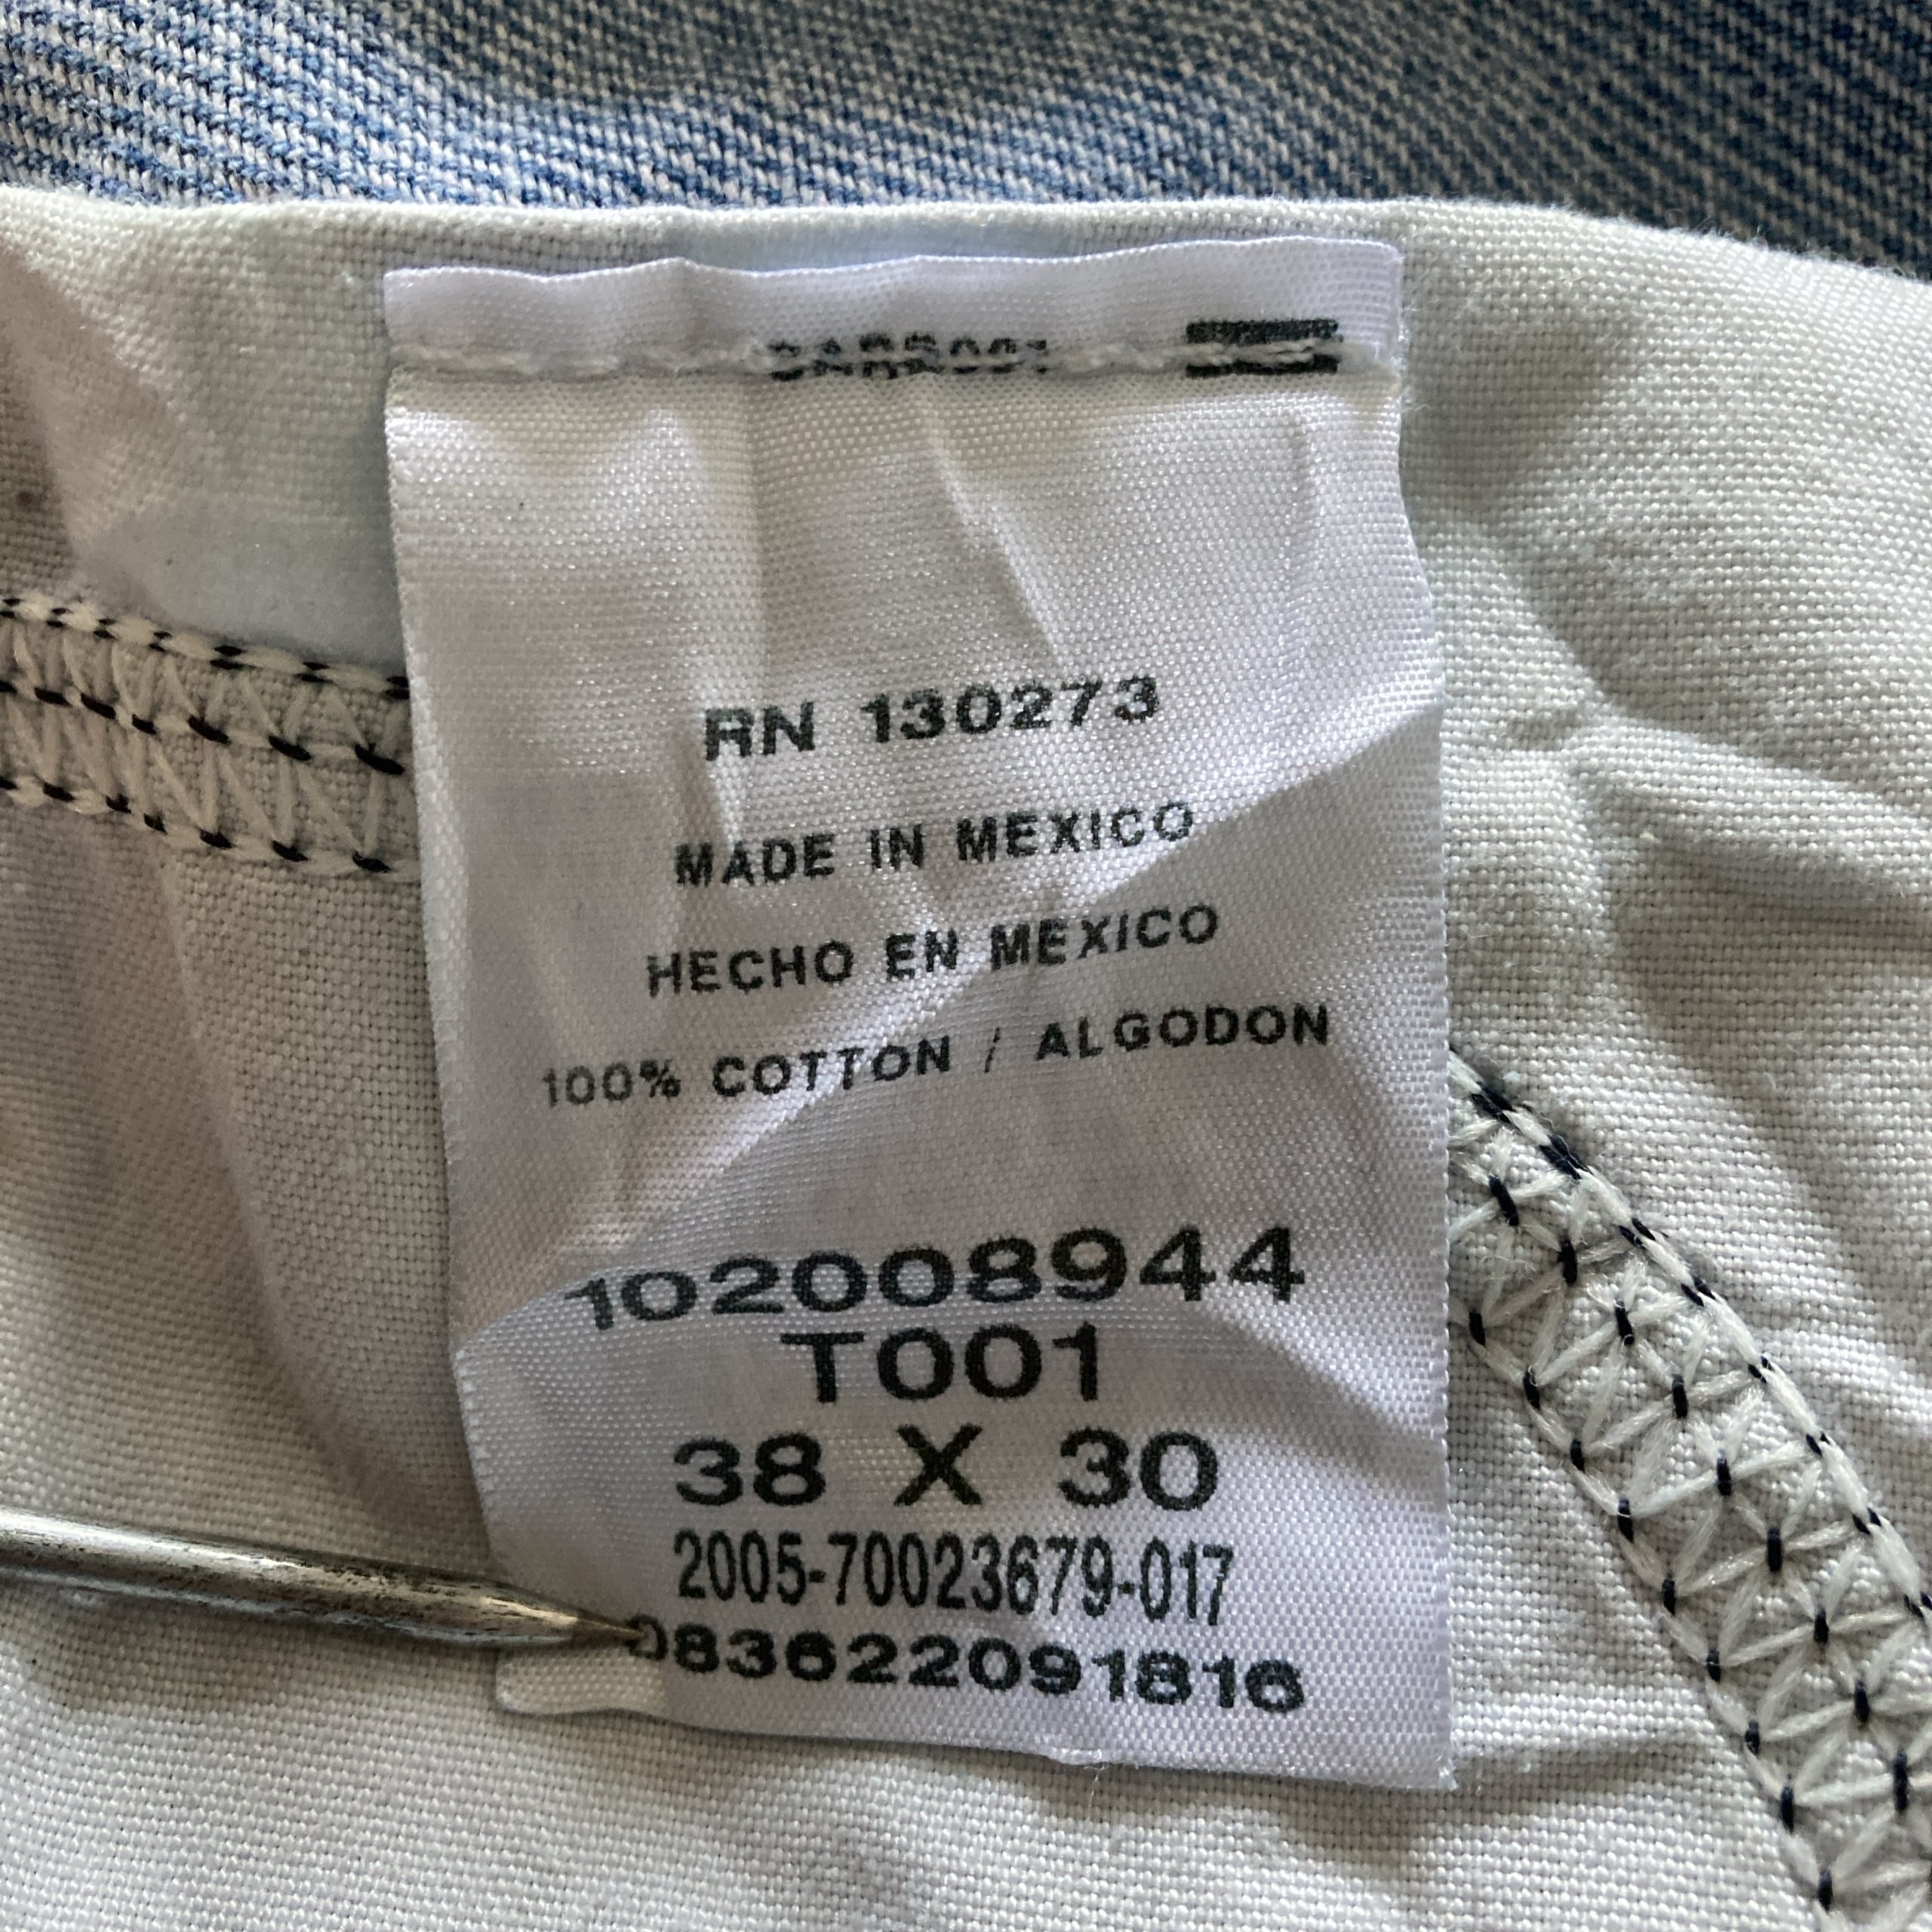 RN 130273
MADE IN MEXICO
HECHO EN MEXICO
100% COTTON / ALGODON
102008944
T001
38 X 30
2005-70023679-017
083622091816